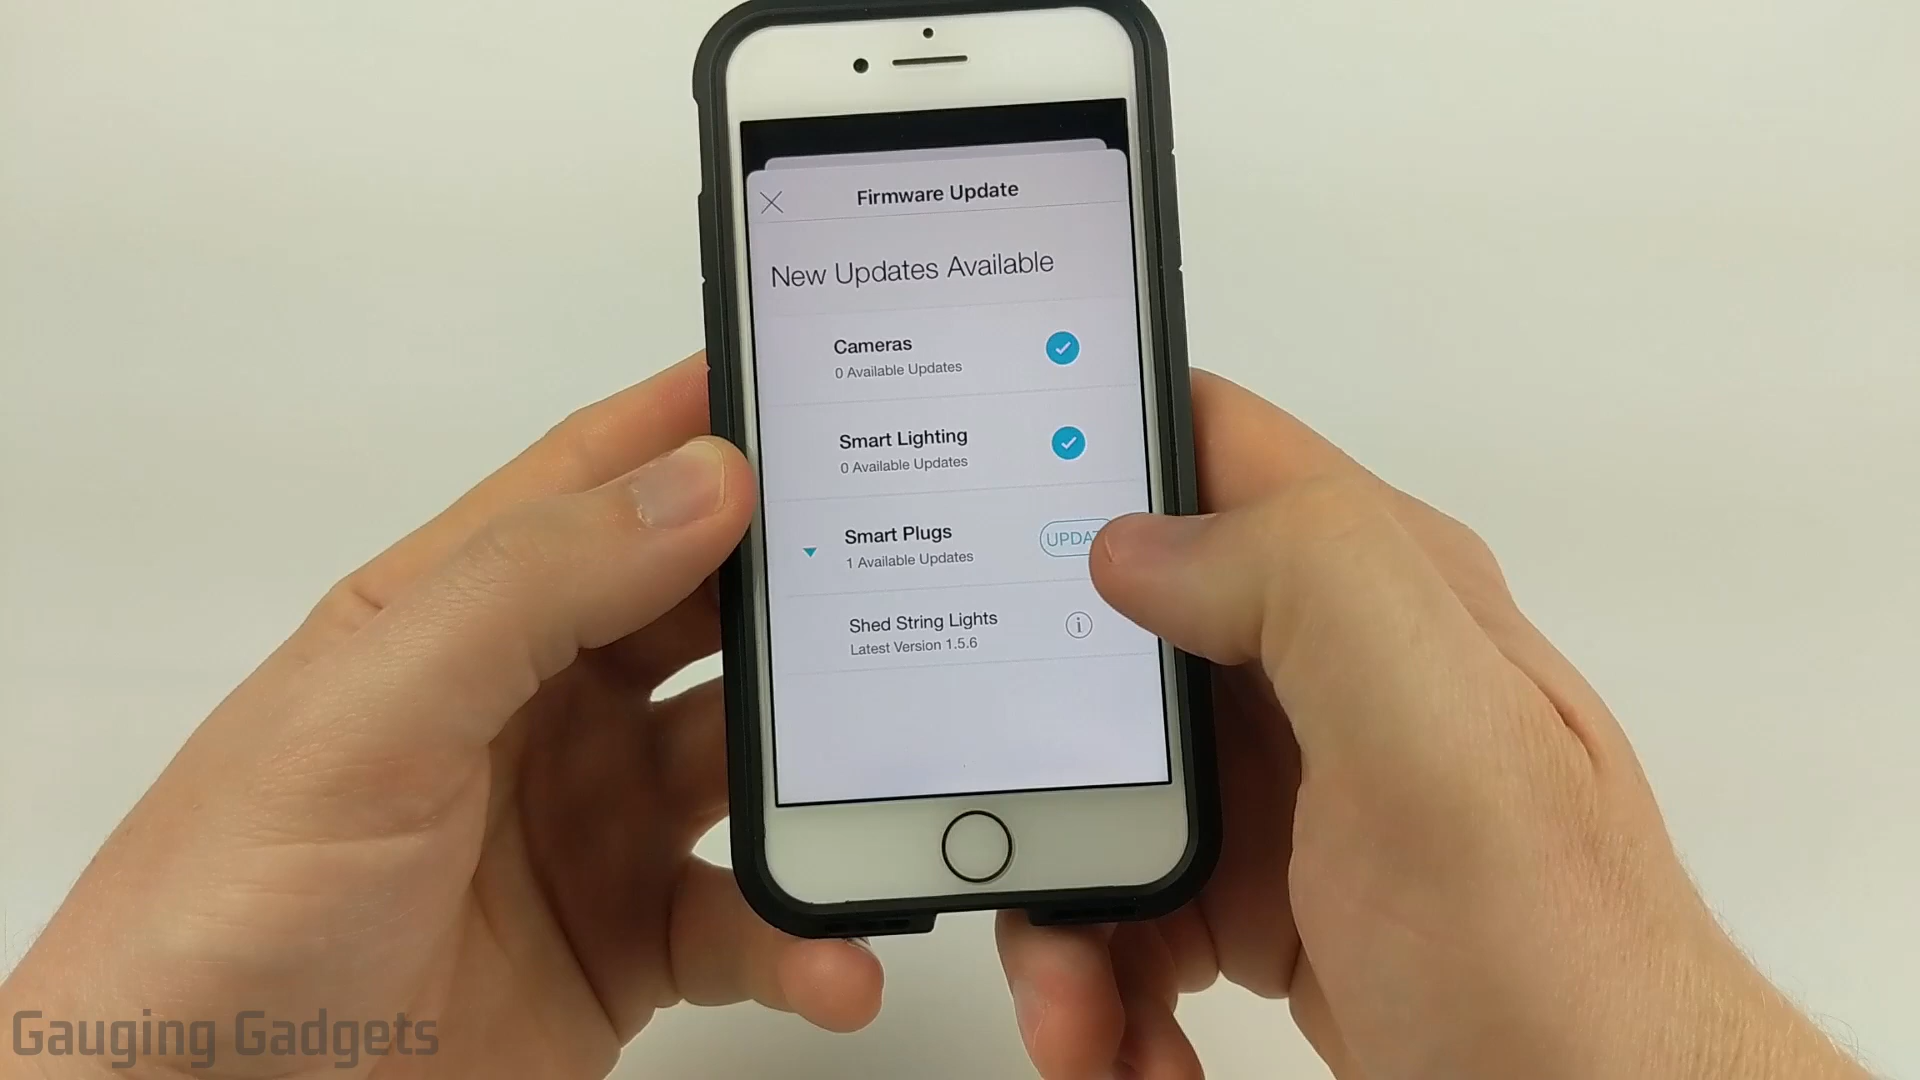 Firmware Update
New Updates Available
Cameras
0 Available Updates
Smart Lighting
0 Available Updates
Smart Plugs
UPDAT
1 Available Updates
Shed String Lights
Latest Version 1.5.6
Gauging Gadgets